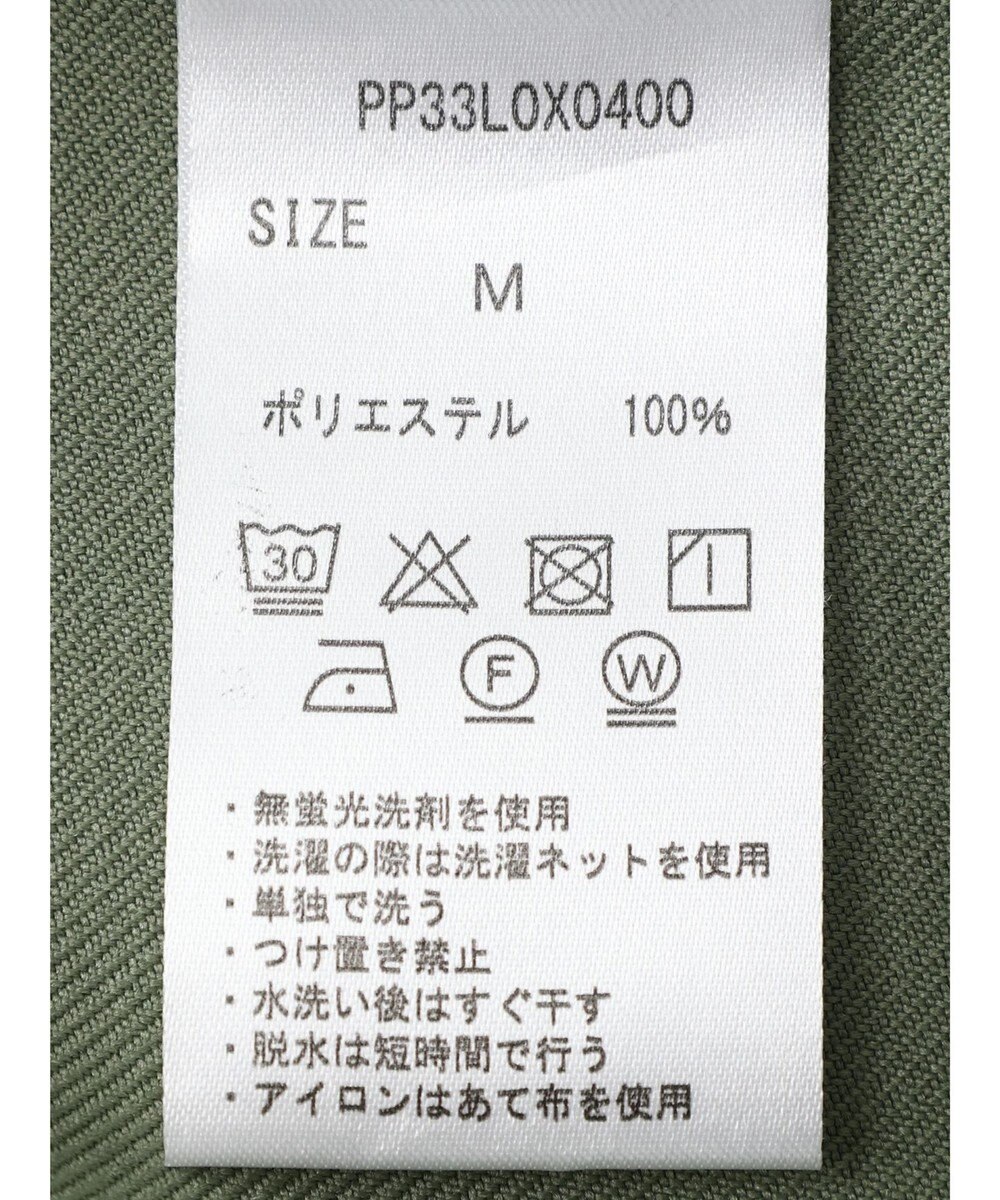 PP33L0X0400
SIZE
M
ポリエステル 100%
30
F W
・無蛍光洗剤を使用
・洗濯の際は洗濯ネットを使用
・単独で洗う
・つけ置き禁止
・水洗い後はすぐ干す
・脱水は短時間で行う
・アイロンはあて布を使用